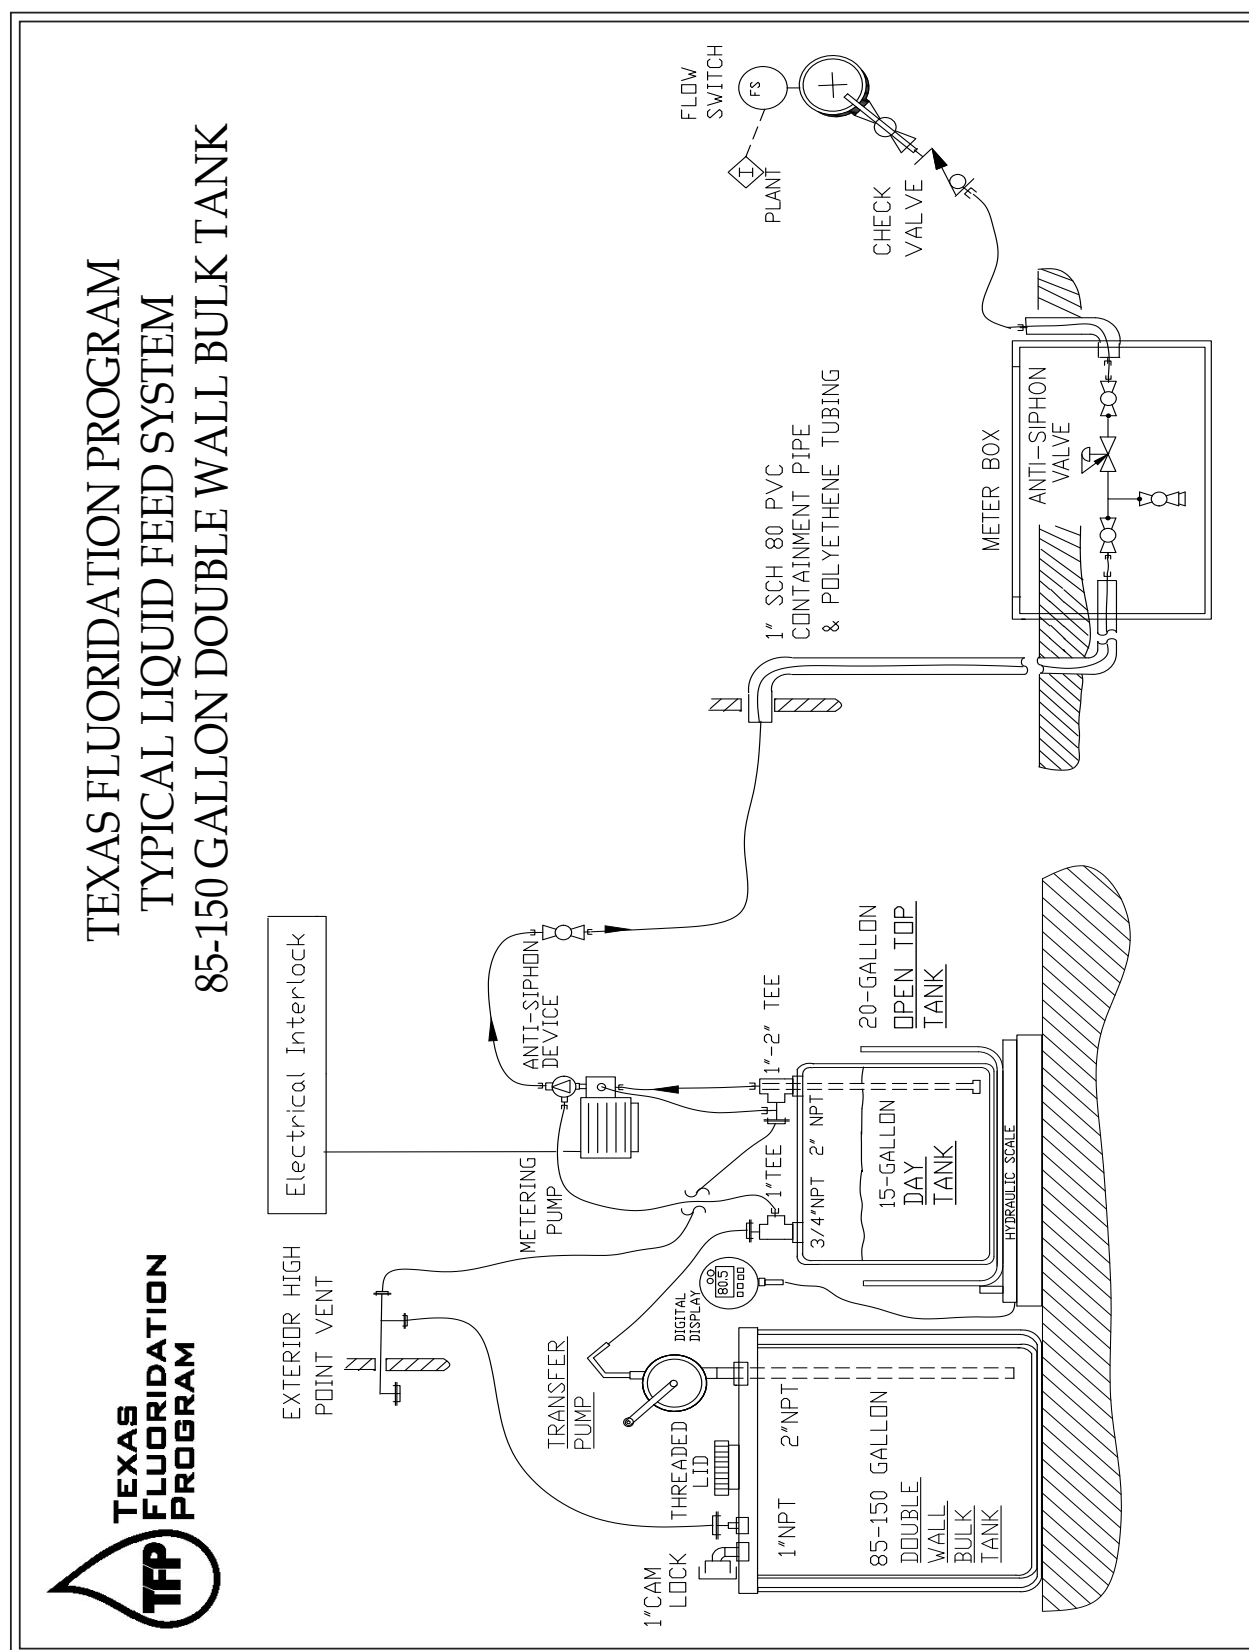 TEXAS FLUORIDATION PROGRAM
TYPICAL LIQUID FEED SYSTEM
85-150 GALLON DOUBLE WALL BULK TANK
TEXAS
FLUORIDATION
PROGRAM
TFP
Electrical Interlock
EXTERIOR HIGH
POINT VENT
METERING
PUMP
ANTI-SIPHON
DEVICE
TRANSFER
PUMP
THREADED
LID
1"CAM
LOCK
1"NPT
2"NPT
85-150 GALLON
DOUBLE
WALL
BULK
TANK
DIGITAL
DISPLAY
80.5
1"TEE
1"-2" TEE
3/4"NPT
2" NPT
15-GALLON
DAY
TANK
HYDRAULIC SCALE
20-GALLON
OPEN TOP
TANK
1" SCH 80 PVC
CONTAINMENT PIPE
& POLYETHENE TUBING
METER BOX
ANTI-SIPHON
VALVE
CHECK
VALVE
FLOW
SWITCH
FS
I
PLANT